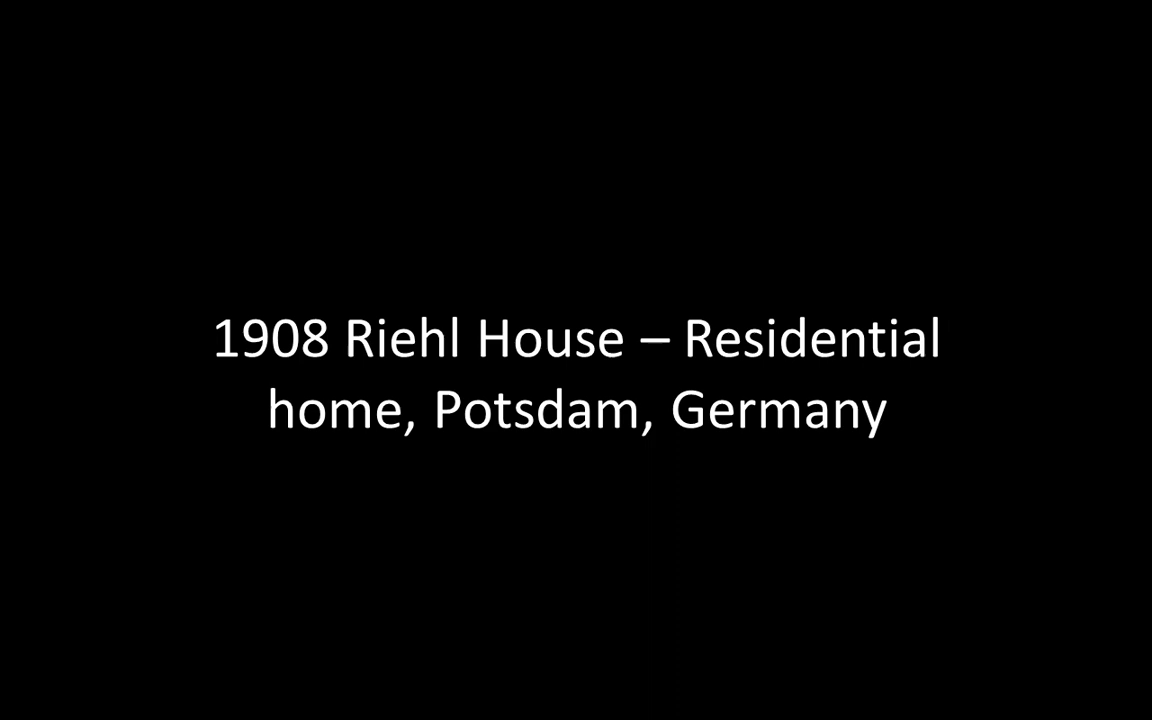 1908 Riehl House – Residential
home, Potsdam, Germany